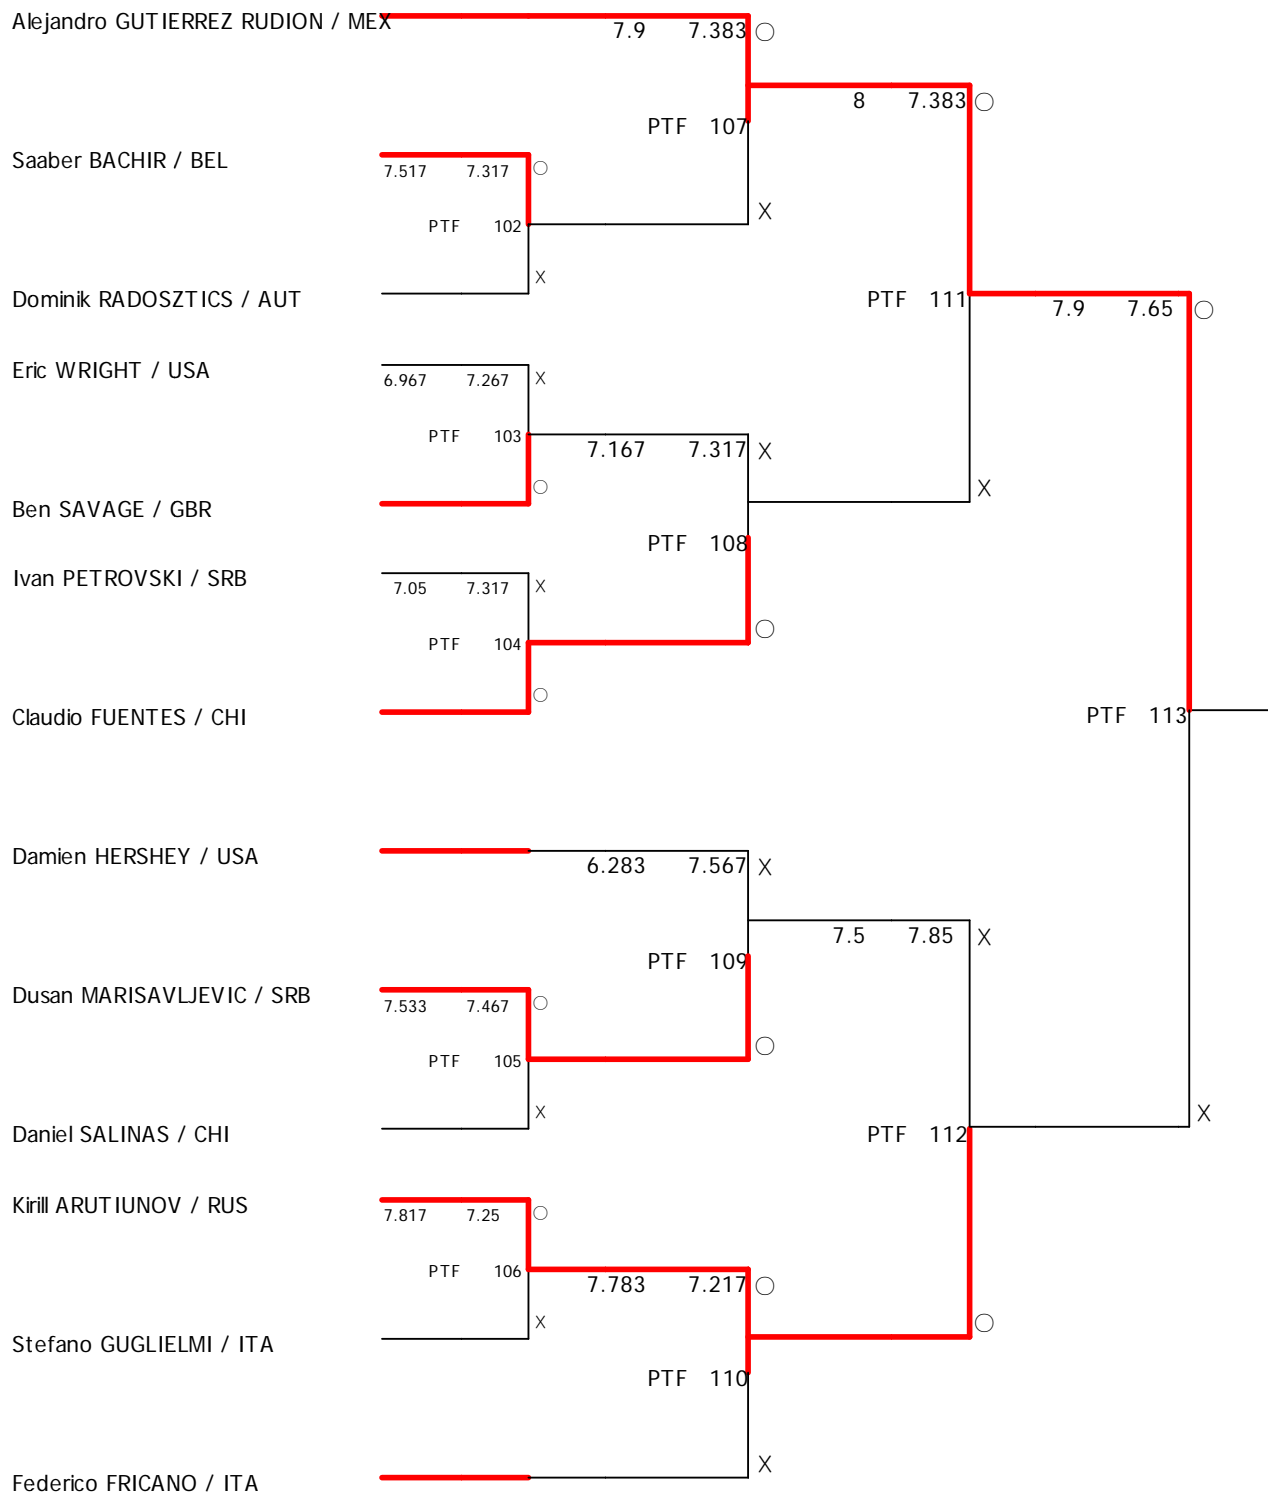 Alejandro GUTIERREZ RUDION / MEX
7.9 7.383 ○
8 7.383 ○
PTF 107
Saaber BACHIR / BEL
7.517 7.317 ○
X
PTF 102
X
Dominik RADOSZTICS / AUT
PTF 111
7.9 7.65 ○
Eric WRIGHT / USA
6.967 7.267 X
PTF 103
7.167 7.317 X
○
X
Ben SAVAGE / GBR
PTF 108
Ivan PETROVSKI / SRB
7.05 7.317 X
○
PTF 104
○
Claudio FUENTES / CHI
PTF 113
Damien HERSHEY / USA
6.283 7.567 X
7.5 7.85 X
PTF 109
Dusan MARISAVLJEVIC / SRB
7.533 7.467 ○
○
PTF 105
X
X
Daniel SALINAS / CHI
PTF 112
Kirill ARUTIUNOV / RUS
7.817 7.25 ○
PTF 106
7.783 7.217 ○
X
○
Stefano GUGLIELMI / ITA
PTF 110
X
Federico FRICANO / ITA